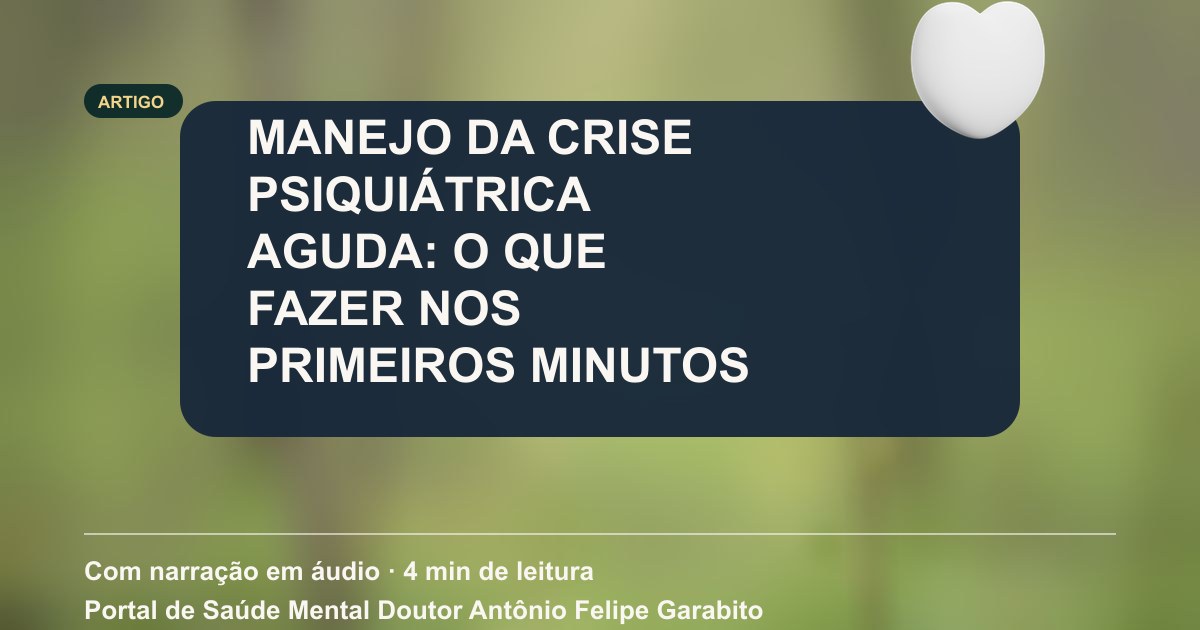 ARTIGO
MANEJO DA CRISE
PSIQUIÁTRICA
AGUDA: O QUE
FAZER NOS
PRIMEIROS MINUTOS
Com narração em áudio · 4 min de leitura
Portal de Saúde Mental Doutor Antônio Felipe Garabito